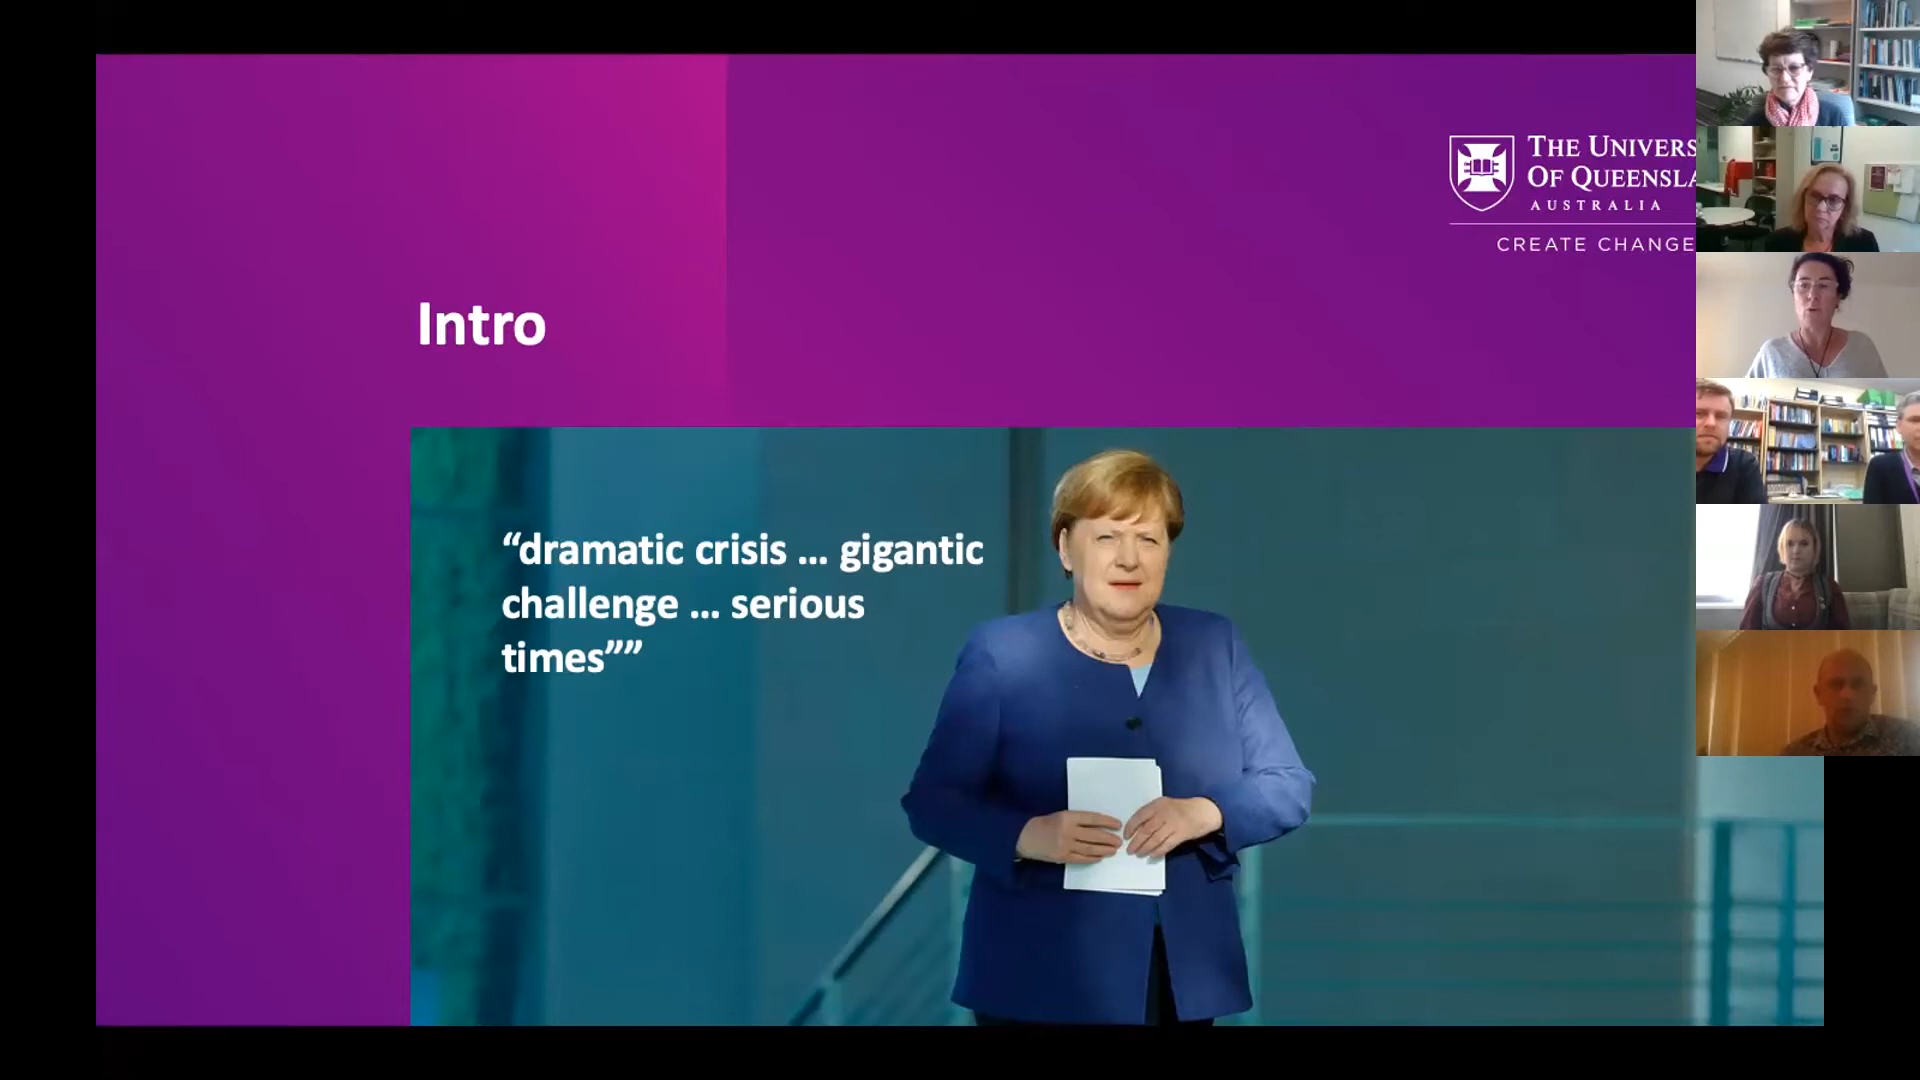 THE UNIVERS
OF QUEENSLA
AUSTRALIA
CREATE CHANGE
Intro
“dramatic crisis ... gigantic
challenge ... serious
times””